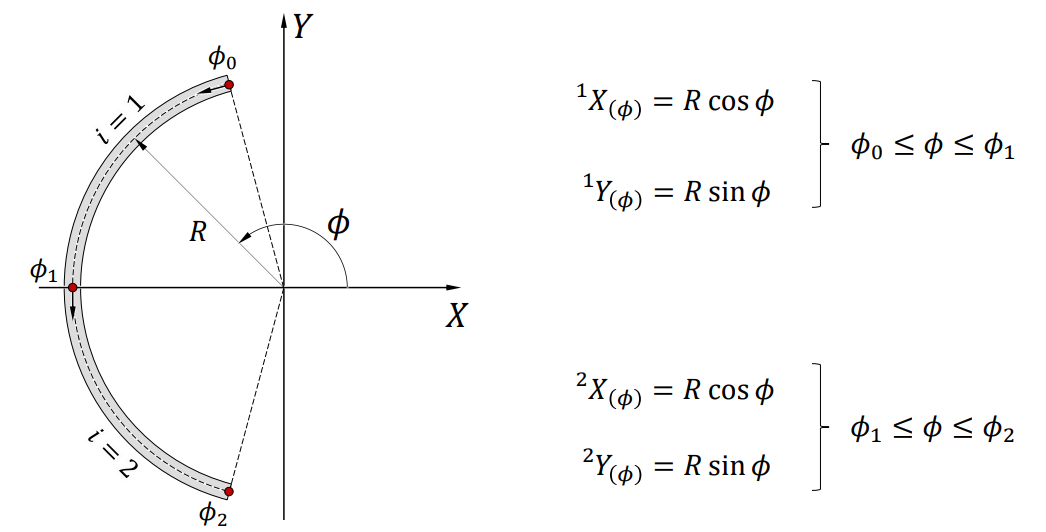 Y
ϕ₀
i = 1
R
ϕ
ϕ₁
X
i = 2
ϕ₂
¹X₍ϕ₎ = R cos ϕ
¹Y₍ϕ₎ = R sin ϕ
ϕ₀ ≤ ϕ ≤ ϕ₁
²X₍ϕ₎ = R cos ϕ
²Y₍ϕ₎ = R sin ϕ
ϕ₁ ≤ ϕ ≤ ϕ₂